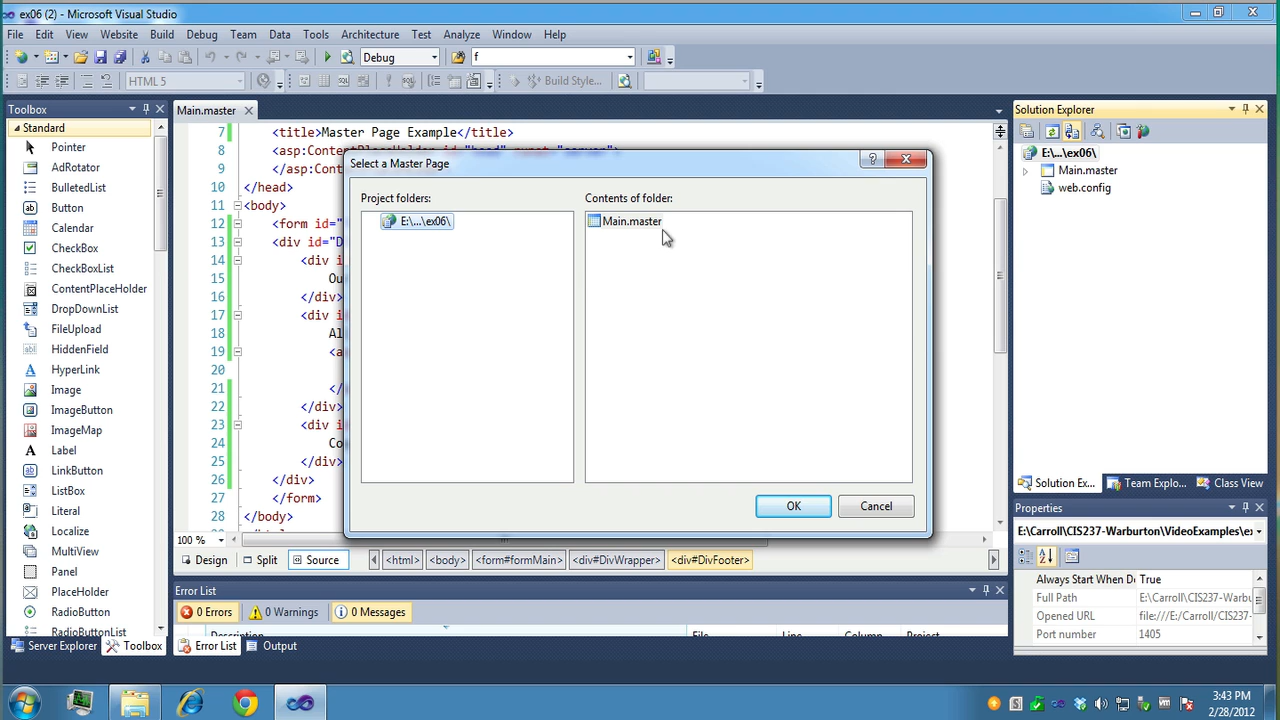 ex06 (2) - Microsoft Visual Studio
File Edit View Website Build Debug Team Data Tools Architecture Test Analyze Window Help
Debug f
HTML 5 Build Style...
Toolbox
Standard
Pointer
AdRotator
BulletedList
Button
Calendar
CheckBox
CheckBoxList
ContentPlaceHolder
DropDownList
FileUpload
HiddenField
HyperLink
Image
ImageButton
ImageMap
Label
LinkButton
ListBox
Literal
Localize
MultiView
Panel
PlaceHolder
RadioButton
RadioButtonList
Server Explorer Toolbox
Main.master
7 <title>Master Page Example</title>
8
9 </asp:Con
10 </head>
11 <body>
12 <form id="
13 <div id="D
14 <div i
15 Ou
16 </div>
17 <div i
18 Al
19 <a
20
21 </
22 </div>
23 <div i
24 Co
25 </div>
26 </div>
27 </form>
28 </body>
100 %
Design Split Source <html> <body> <form#formMain> <div#DivWrapper> <div#DivFooter>
Select a Master Page
Project folders: Contents of folder:
E:\...\ex06\ Main.master
OK Cancel
Error List
0 Errors 0 Warnings 0 Messages
Description File Line Column Project
Error List Output
Solution Explorer
E:\...\ex06\
Main.master
web.config
Solution Ex... Team Explo... Class View
Properties
E:\Carroll\CIS237-Warburton\VideoExamples\ex
Always Start When De True
Full Path E:\Carroll\CIS237-Warbu
Opened URL file:///E:/Carroll/CIS237-
Port number 1405
3:43 PM
2/28/2012